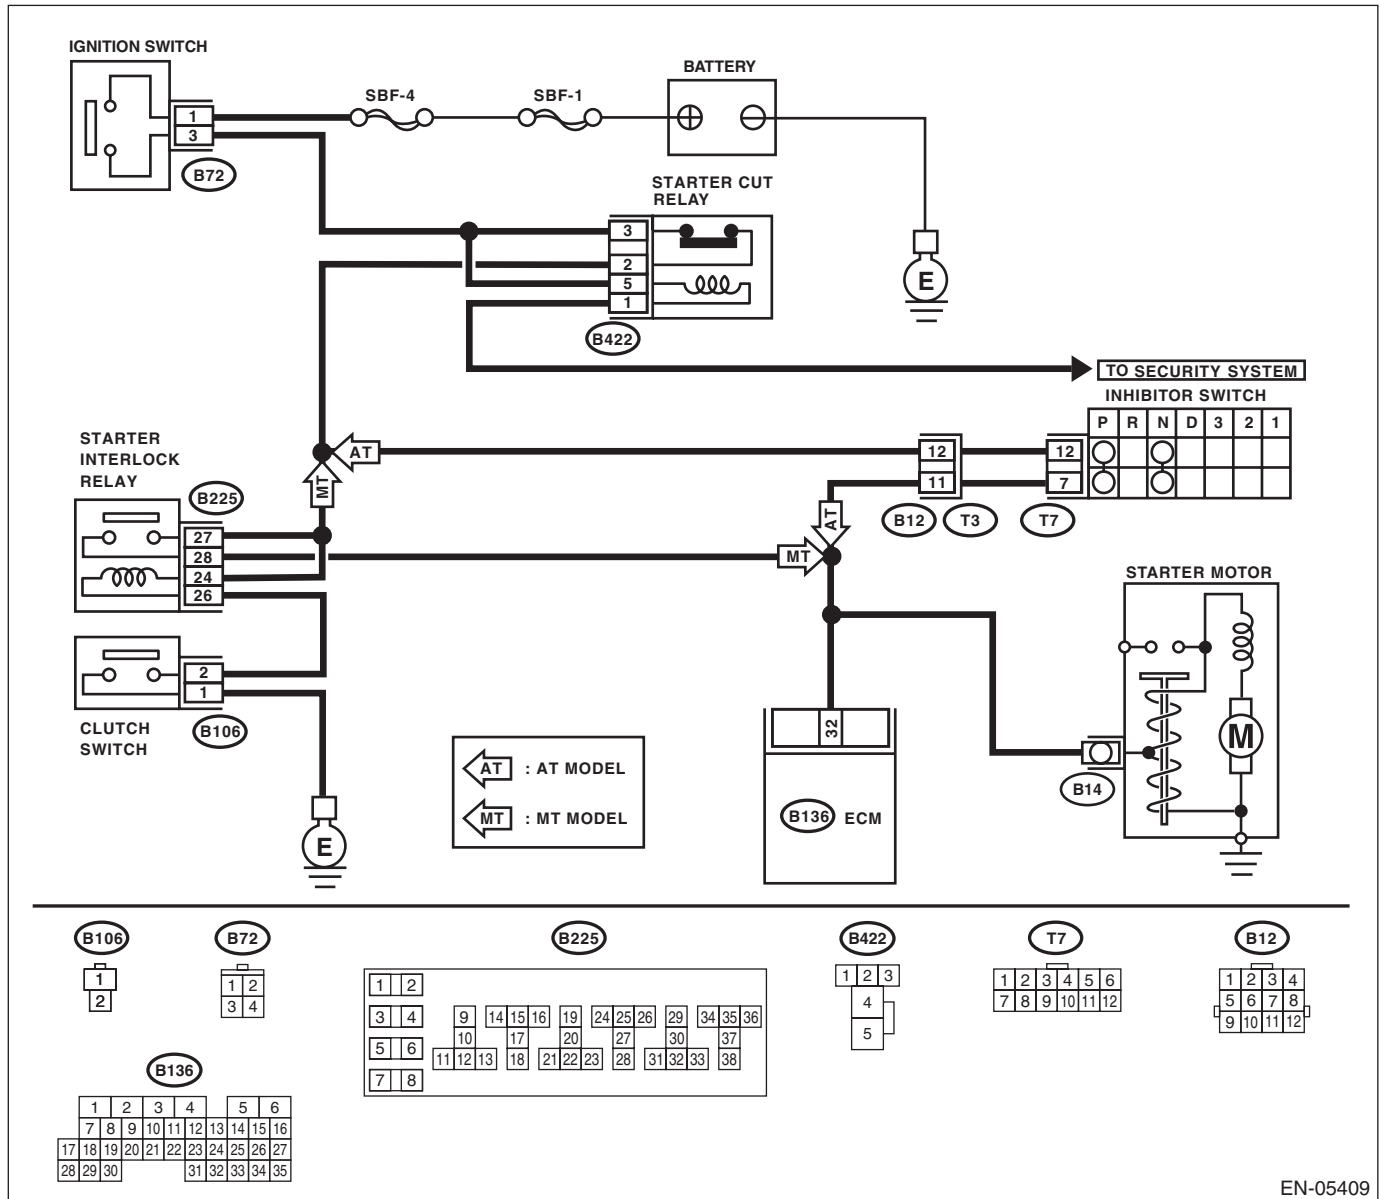 IGNITION SWITCH
1
3
B72
SBF-4
SBF-1
BATTERY
E
STARTER CUT
RELAY
3
2
5
1
B422
TO SECURITY SYSTEM
INHIBITOR SWITCH
P R N D 3 2 1
AT
12
11
12
7
B12
T3
T7
MT
AT
MT
STARTER
INTERLOCK
RELAY
B225
27
28
24
26
2
1
B106
CLUTCH
SWITCH
E
AT : AT MODEL
MT : MT MODEL
32
B136 ECM
STARTER MOTOR
M
B14
B106
1
2
B72
1 2
3 4
B225
1 2
3 4
5 6
7 8
9 14 15 16 19 24 25 26 29 34 35 36
10 17 20 27 30 37
11 12 13 18 21 22 23 28 31 32 33 38
B422
1 2 3
4
5
T7
1 2 3 4 5 6
7 8 9 10 11 12
B12
1 2 3 4
5 6 7 8
9 10 11 12
B136
1 2 3 4 5 6
7 8 9 10 11 12 13 14 15 16
17 18 19 20 21 22 23 24 25 26 27
28 29 30 31 32 33 34 35
EN-05409